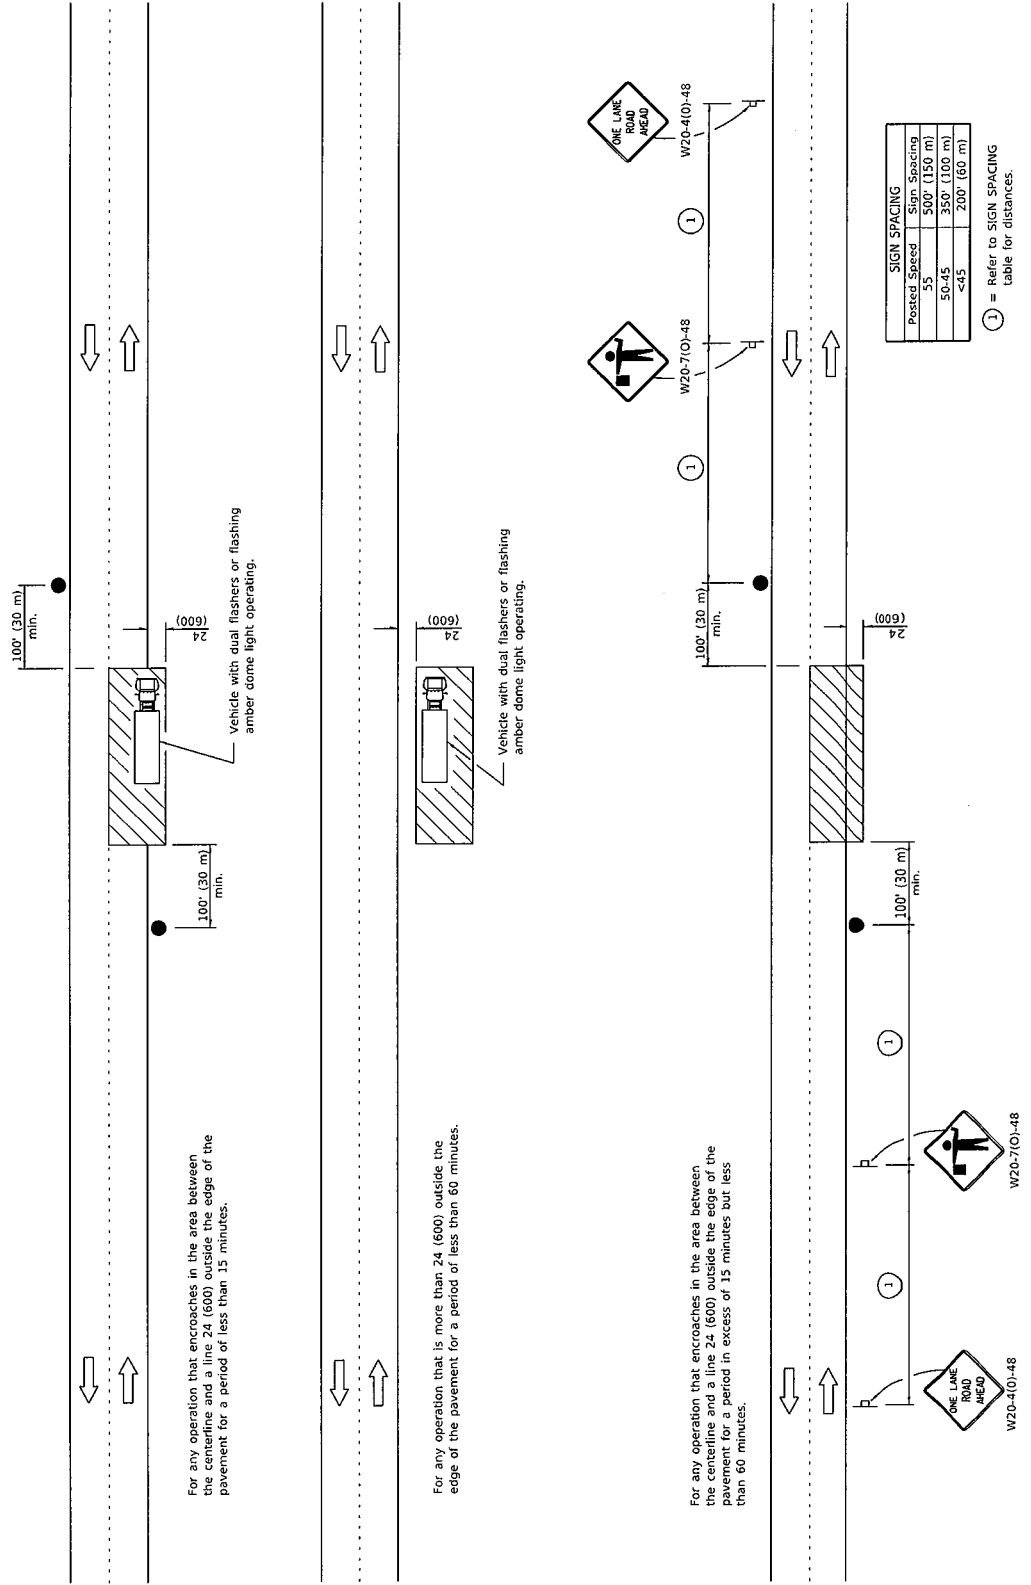 100' (30 m)
min.
24
(600)
100' (30 m)
min.
Vehicle with dual flashers or flashing
amber dome light operating.
For any operation that encroaches in the area between
the centerline and a line 24 (600) outside the edge of the
pavement for a period of less than 15 minutes.
24
(600)
Vehicle with dual flashers or flashing
amber dome light operating.
For any operation that is more than 24 (600) outside the
edge of the pavement for a period of less than 60 minutes.
ONE LANE
ROAD
AHEAD
W20-4(O)-48
W20-7(O)-48
1
1
100' (30 m)
min.
24
(600)
100' (30 m)
min.
For any operation that encroaches in the area between
the centerline and a line 24 (600) outside the edge of the
pavement for a period in excess of 15 minutes but less
than 60 minutes.
1
1
ONE LANE
ROAD
AHEAD
W20-4(O)-48
W20-7(O)-48
SIGN SPACING
Posted Speed Sign Spacing
55 500' (150 m)
50-45 350' (100 m)
<45 200' (60 m)
1 = Refer to SIGN SPACING
table for distances.